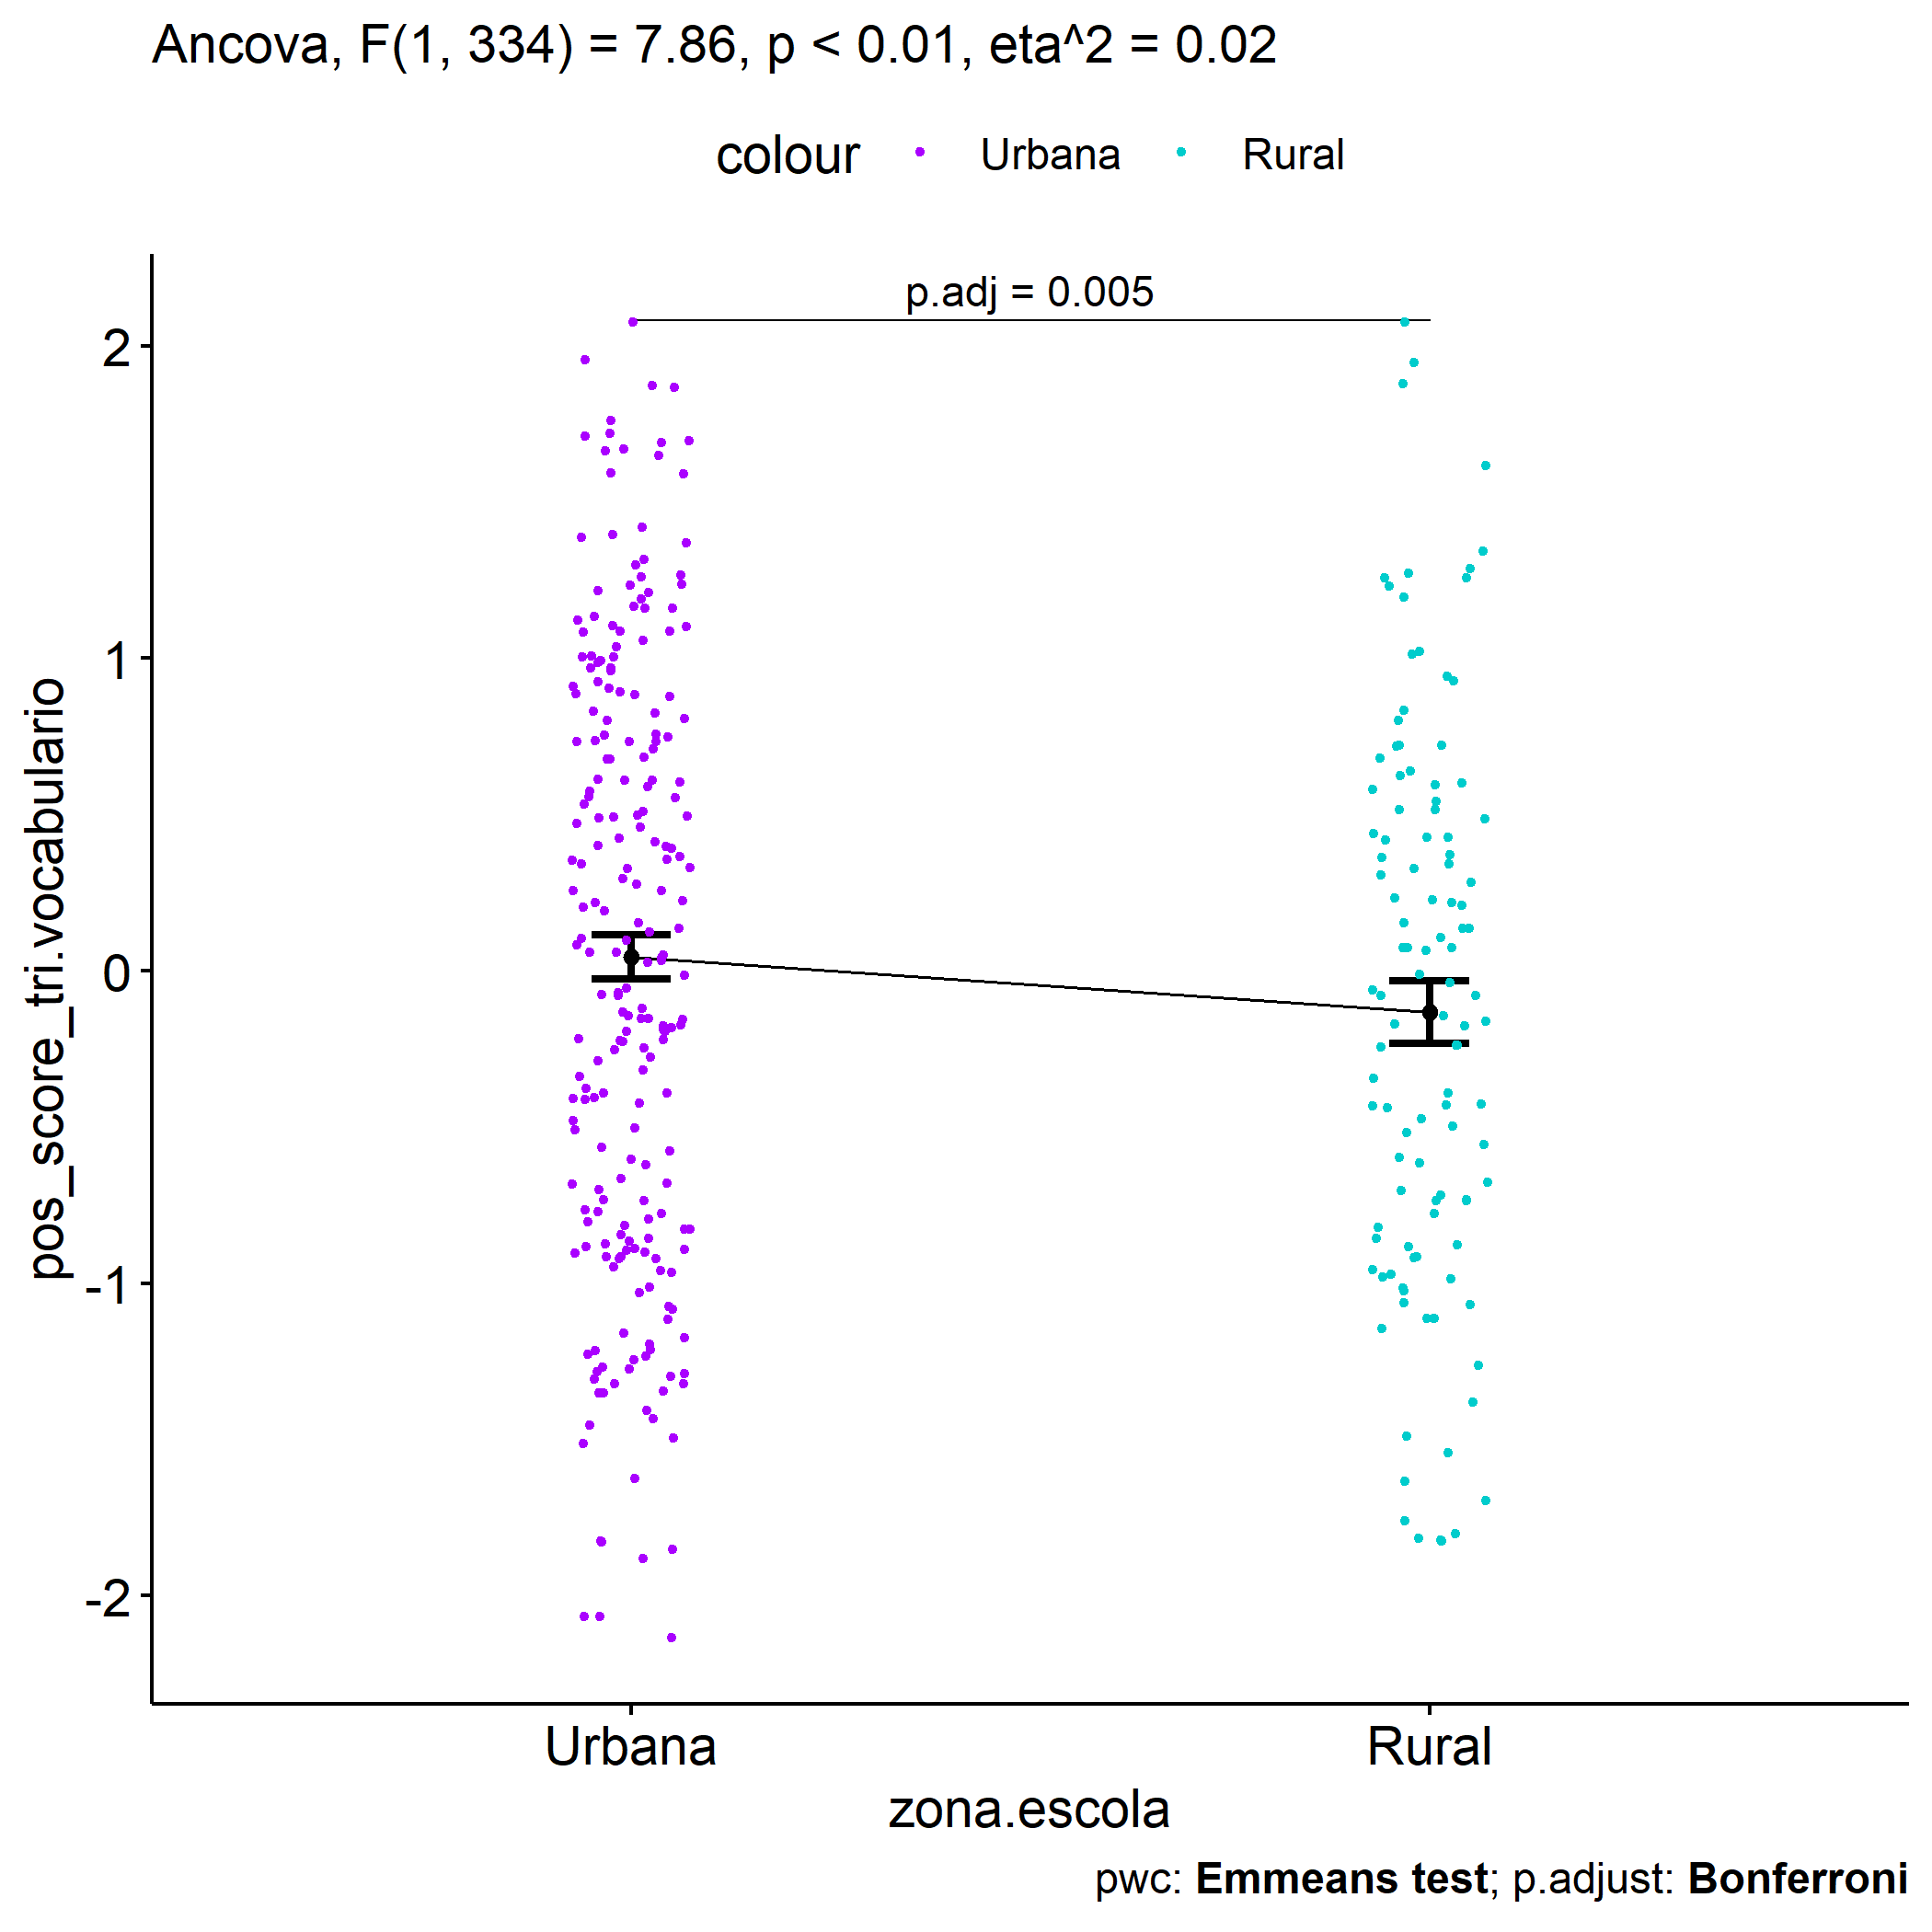 Ancova, F(1, 334) = 7.86, p < 0.01, eta^2 = 0.02
colour Urbana Rural
p.adj = 0.005
2
1
0
-1
-2
pos_score_tri.vocabulario
Urbana Rural
zona.escola
pwc: Emmeans test; p.adjust: Bonferroni